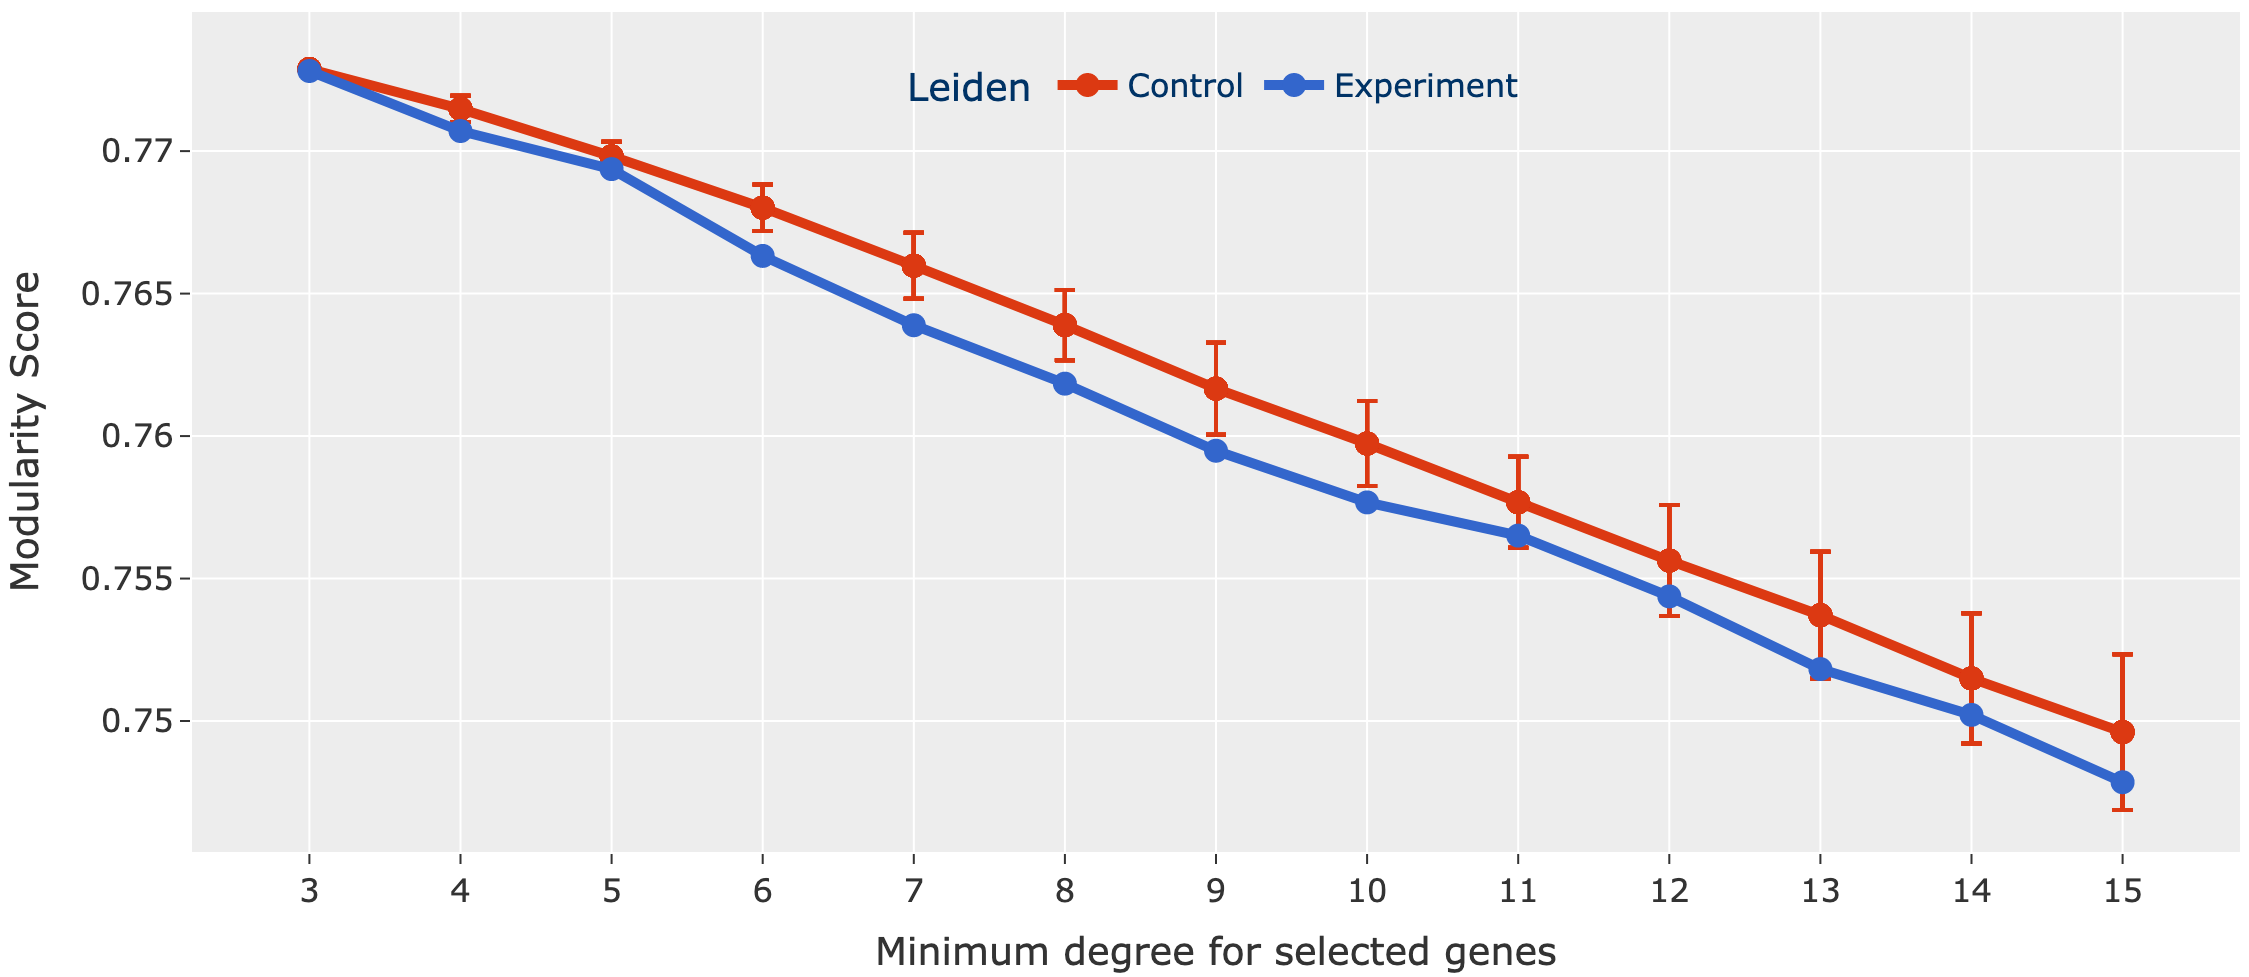 Leiden Control Experiment
0.77
0.765
0.76
0.755
0.75
Modularity Score
3 4 5 6 7 8 9 10 11 12 13 14 15
Minimum degree for selected genes